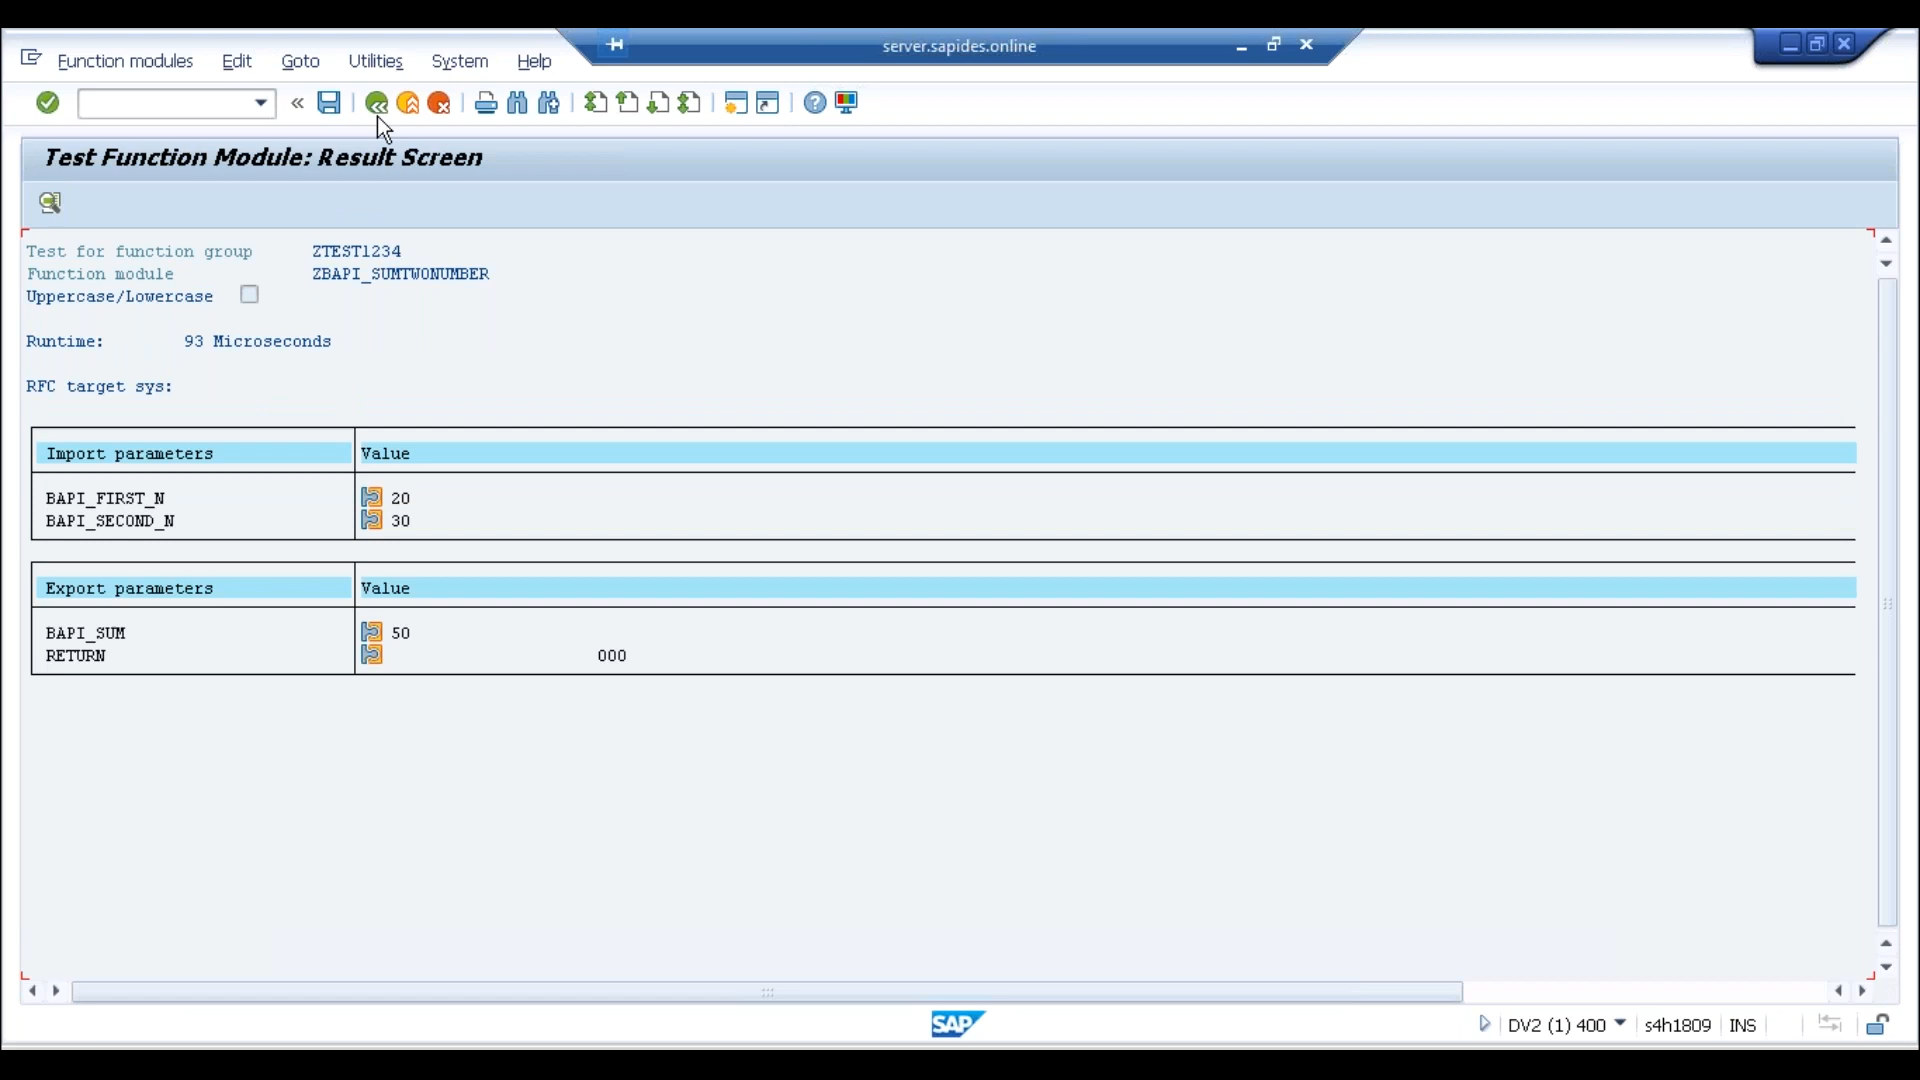 server.sapides.online
Function modules Edit Goto Utilities System Help
Test Function Module: Result Screen
Test for function group ZTEST1234
Function module ZBAPI_SUMTWONUMBER
Uppercase/Lowercase
Runtime: 93 Microseconds
RFC target sys:
Import parameters Value
BAPI_FIRST_N 20
BAPI_SECOND_N 30
Export parameters Value
BAPI_SUM 50
RETURN 000
SAP DV2 (1) 400 s4h1809 INS